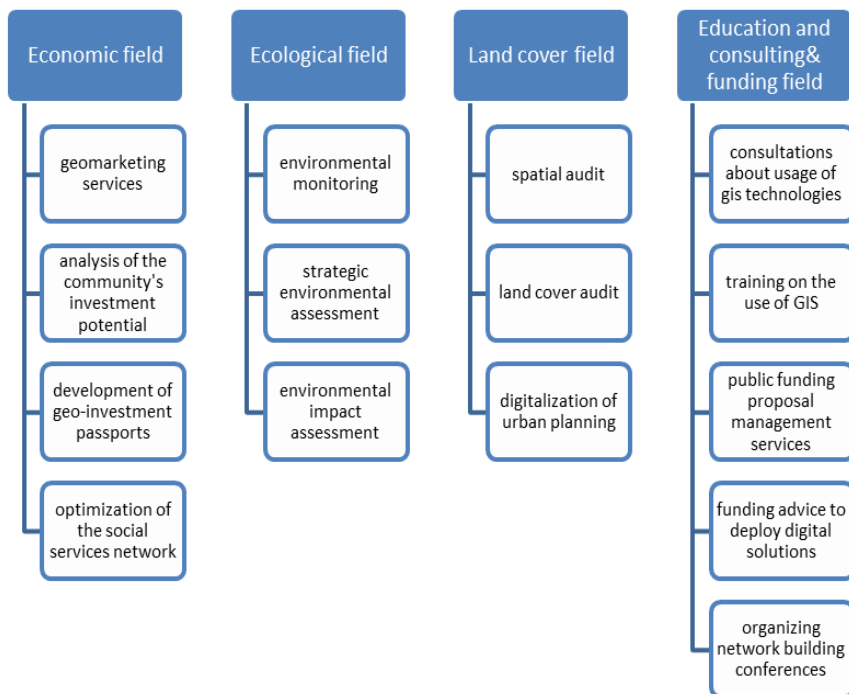 Economic field
geomarketing
services
analysis of the
community's
investment
potential
development of
geo-investment
passports
optimization of
the social
services network
Ecological field
environmental
monitoring
strategic
environmental
assessment
environmental
impact
assessment
Land cover field
spatial audit
land cover audit
digitalization of
urban planning
Education and
consulting&
funding field
consultations
about usage of
gis technologies
training on the
use of GIS
public funding
proposal
management
services
funding advice to
deploy digital
solutions
organizing
network building
conferences